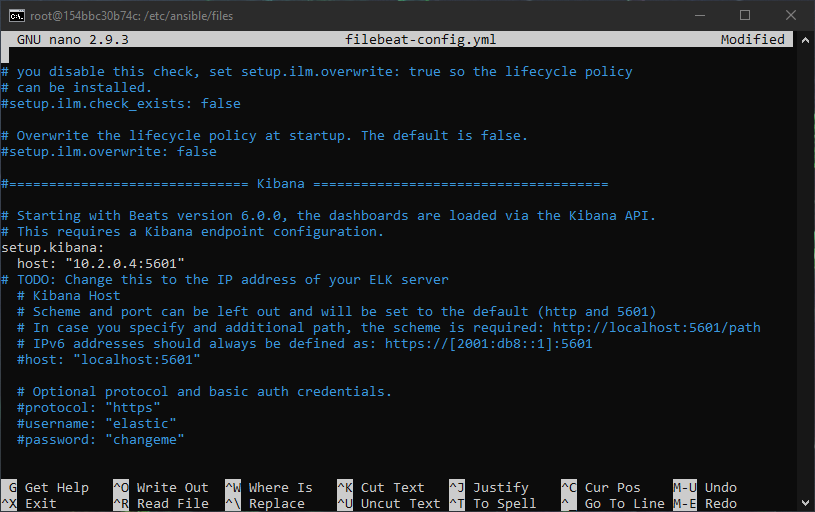 root@154bbc30b74c: /etc/ansible/files
GNU nano 2.9.3 filebeat-config.yml Modified
# you disable this check, set setup.ilm.overwrite: true so the lifecycle policy
# can be installed.
#setup.ilm.check_exists: false
# Overwrite the lifecycle policy at startup. The default is false.
#setup.ilm.overwrite: false
#============================== Kibana =====================================
# Starting with Beats version 6.0.0, the dashboards are loaded via the Kibana API.
# This requires a Kibana endpoint configuration.
setup.kibana:
host: "10.2.0.4:5601"
# TODO: Change this to the IP address of your ELK server
# Kibana Host
# Scheme and port can be left out and will be set to the default (http and 5601)
# In case you specify and additional path, the scheme is required: http://localhost:5601/path
# IPv6 addresses should always be defined as: https://[2001:db8::1]:5601
#host: "localhost:5601"
# Optional protocol and basic auth credentials.
#protocol: "https"
#username: "elastic"
#password: "changeme"
G Get Help ^O Write Out ^W Where Is ^K Cut Text ^J Justify ^C Cur Pos M-U Undo
^X Exit ^R Read File ^\ Replace ^U Uncut Text ^T To Spell ^_ Go To Line M-E Redo